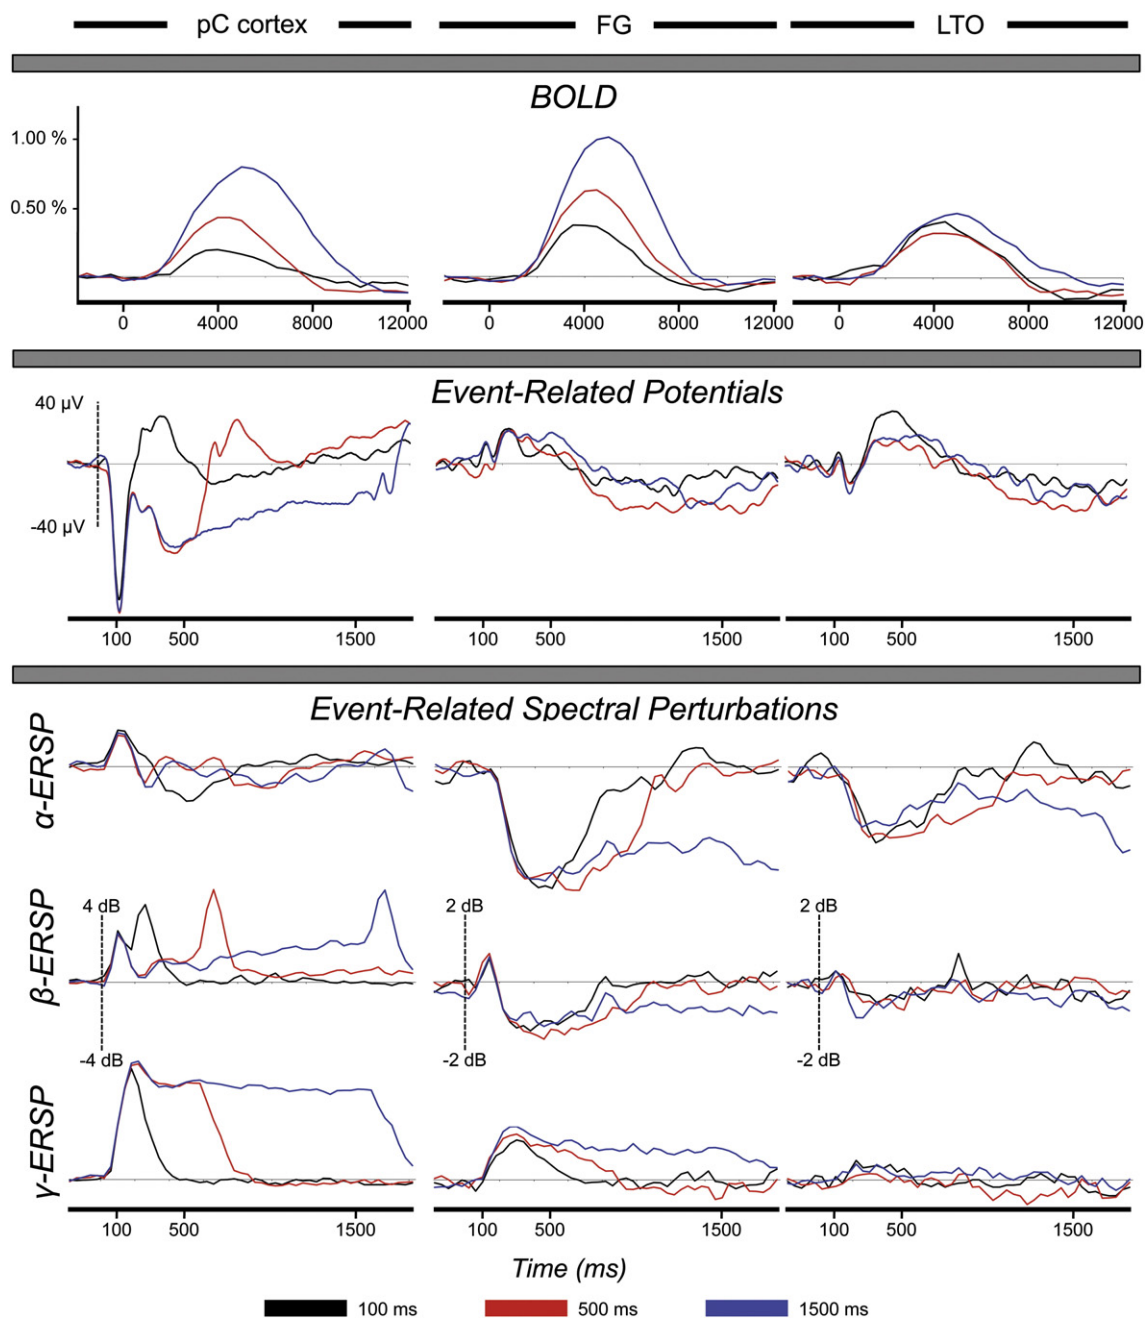 pC cortex FG LTO
BOLD
1.00 %
0.50 %
0 4000 8000 12000 0 4000 8000 12000 0 4000 8000 12000
Event-Related Potentials
40 µV
-40 µV
100 500 1500 100 500 1500 100 500 1500
Event-Related Spectral Perturbations
α-ERSP
β-ERSP
4 dB 2 dB 2 dB
-4 dB -2 dB -2 dB
γ-ERSP
100 500 1500 100 500 1500 100 500 1500
Time (ms)
100 ms 500 ms 1500 ms